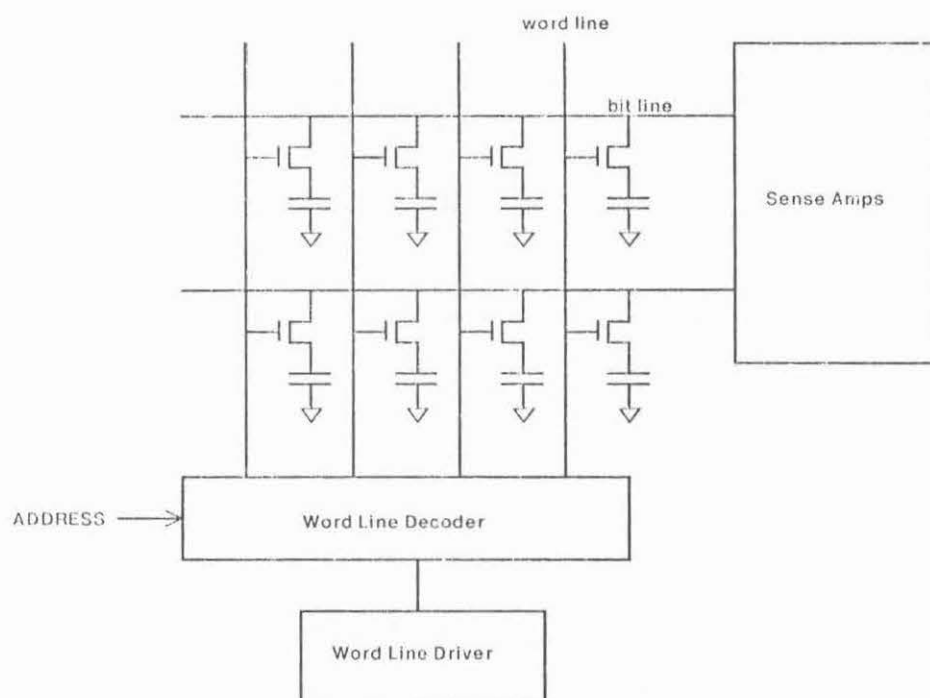 word line
bit line
Sense Amps
ADDRESS
Word Line Decoder
Word Line Driver